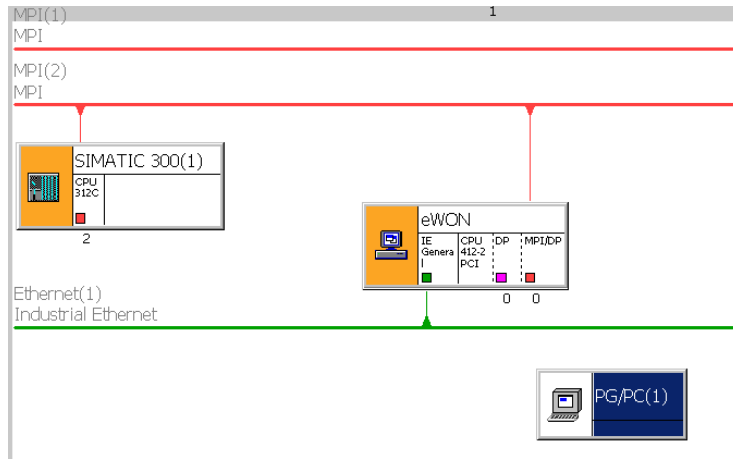 MPI(1)
1
MPI
MPI(2)
MPI
SIMATIC 300(1)
CPU
312C
2
eWON
IE
Genera
l
CPU
412-2
PCI
DP
MPI/DP
0
0
Ethernet(1)
Industrial Ethernet
PG/PC(1)